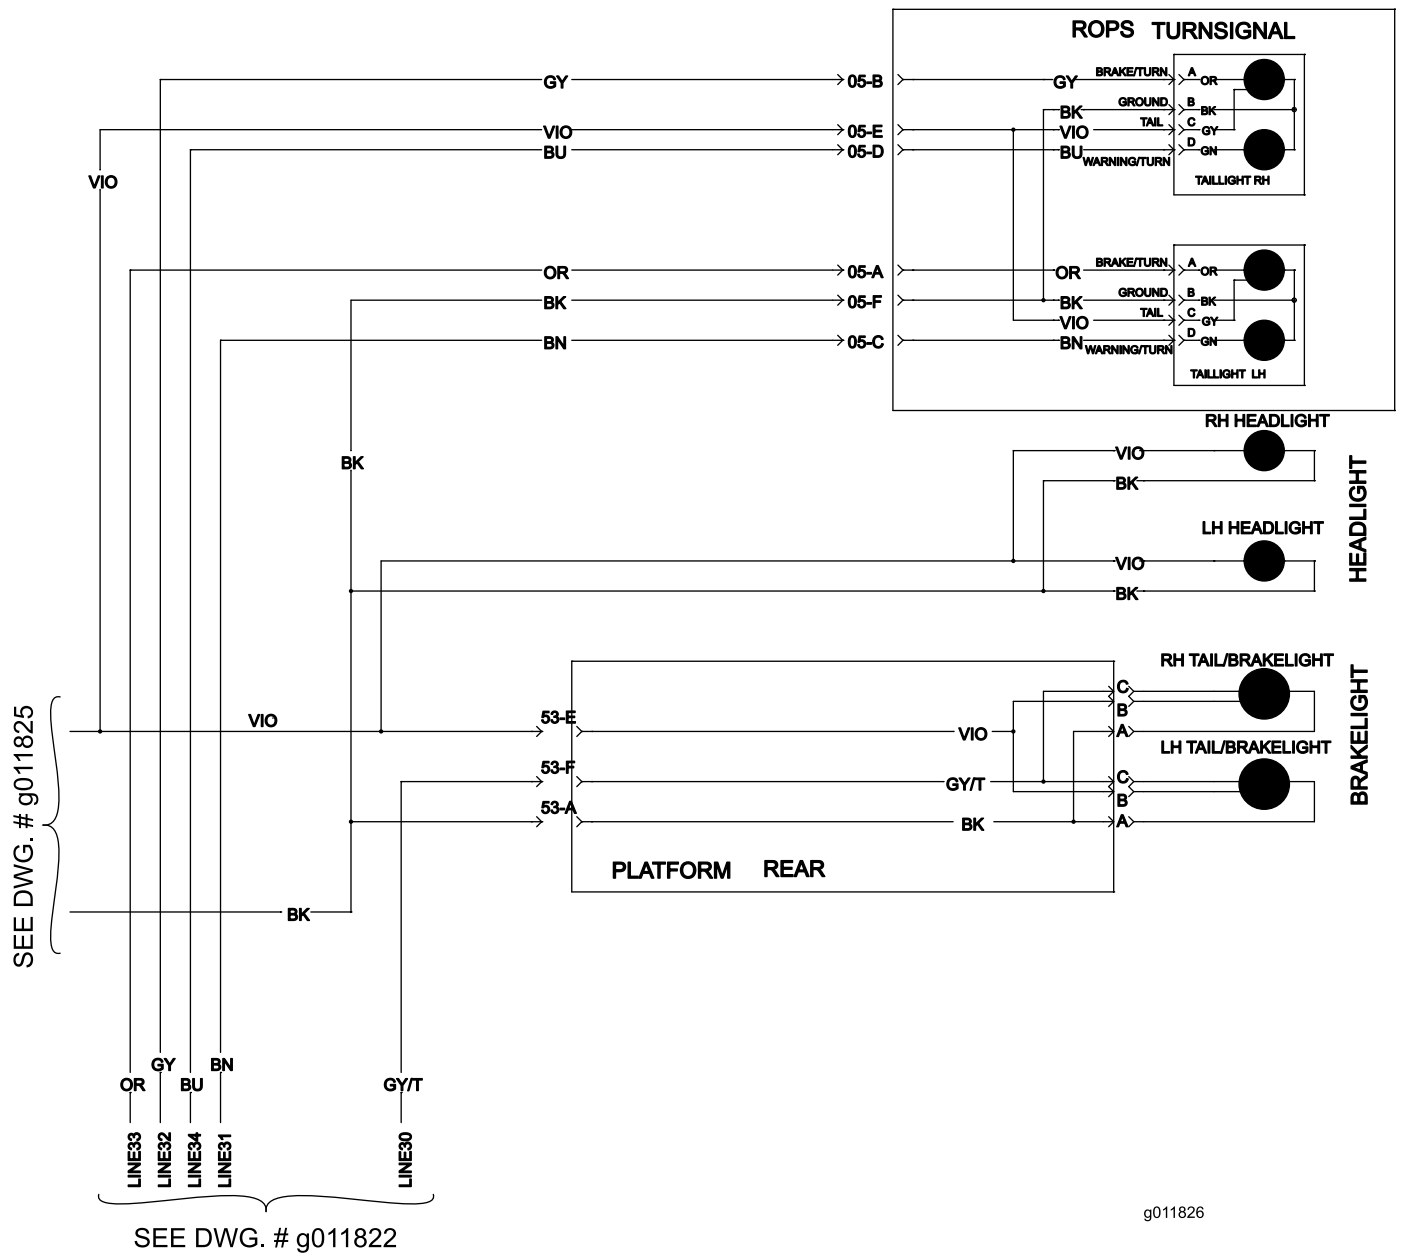 ROPS TURNSIGNAL
GY
05-B
GY
BRAKE/TURN
A
OR
BK
GROUND
B
BK
VIO
05-E
VIO
TAIL
C
GY
BU
05-D
BU
WARNING/TURN
D
GN
TAILLIGHT RH
VIO
OR
05-A
OR
BRAKE/TURN
A
OR
BK
05-F
BK
GROUND
B
BK
VIO
TAIL
C
GY
BN
05-C
BN
WARNING/TURN
D
GN
TAILLIGHT LH
RH HEADLIGHT
VIO
BK
BK
LH HEADLIGHT
VIO
BK
HEADLIGHT
RH TAIL/BRAKELIGHT
C
B
A
VIO
53-E
VIO
LH TAIL/BRAKELIGHT
53-F
GY/T
C
B
53-A
BK
A
BRAKELIGHT
PLATFORM REAR
SEE DWG. # g011825
BK
GY
BN
OR
BU
GY/T
LINE33
LINE32
LINE34
LINE31
LINE30
SEE DWG. # g011822
g011826